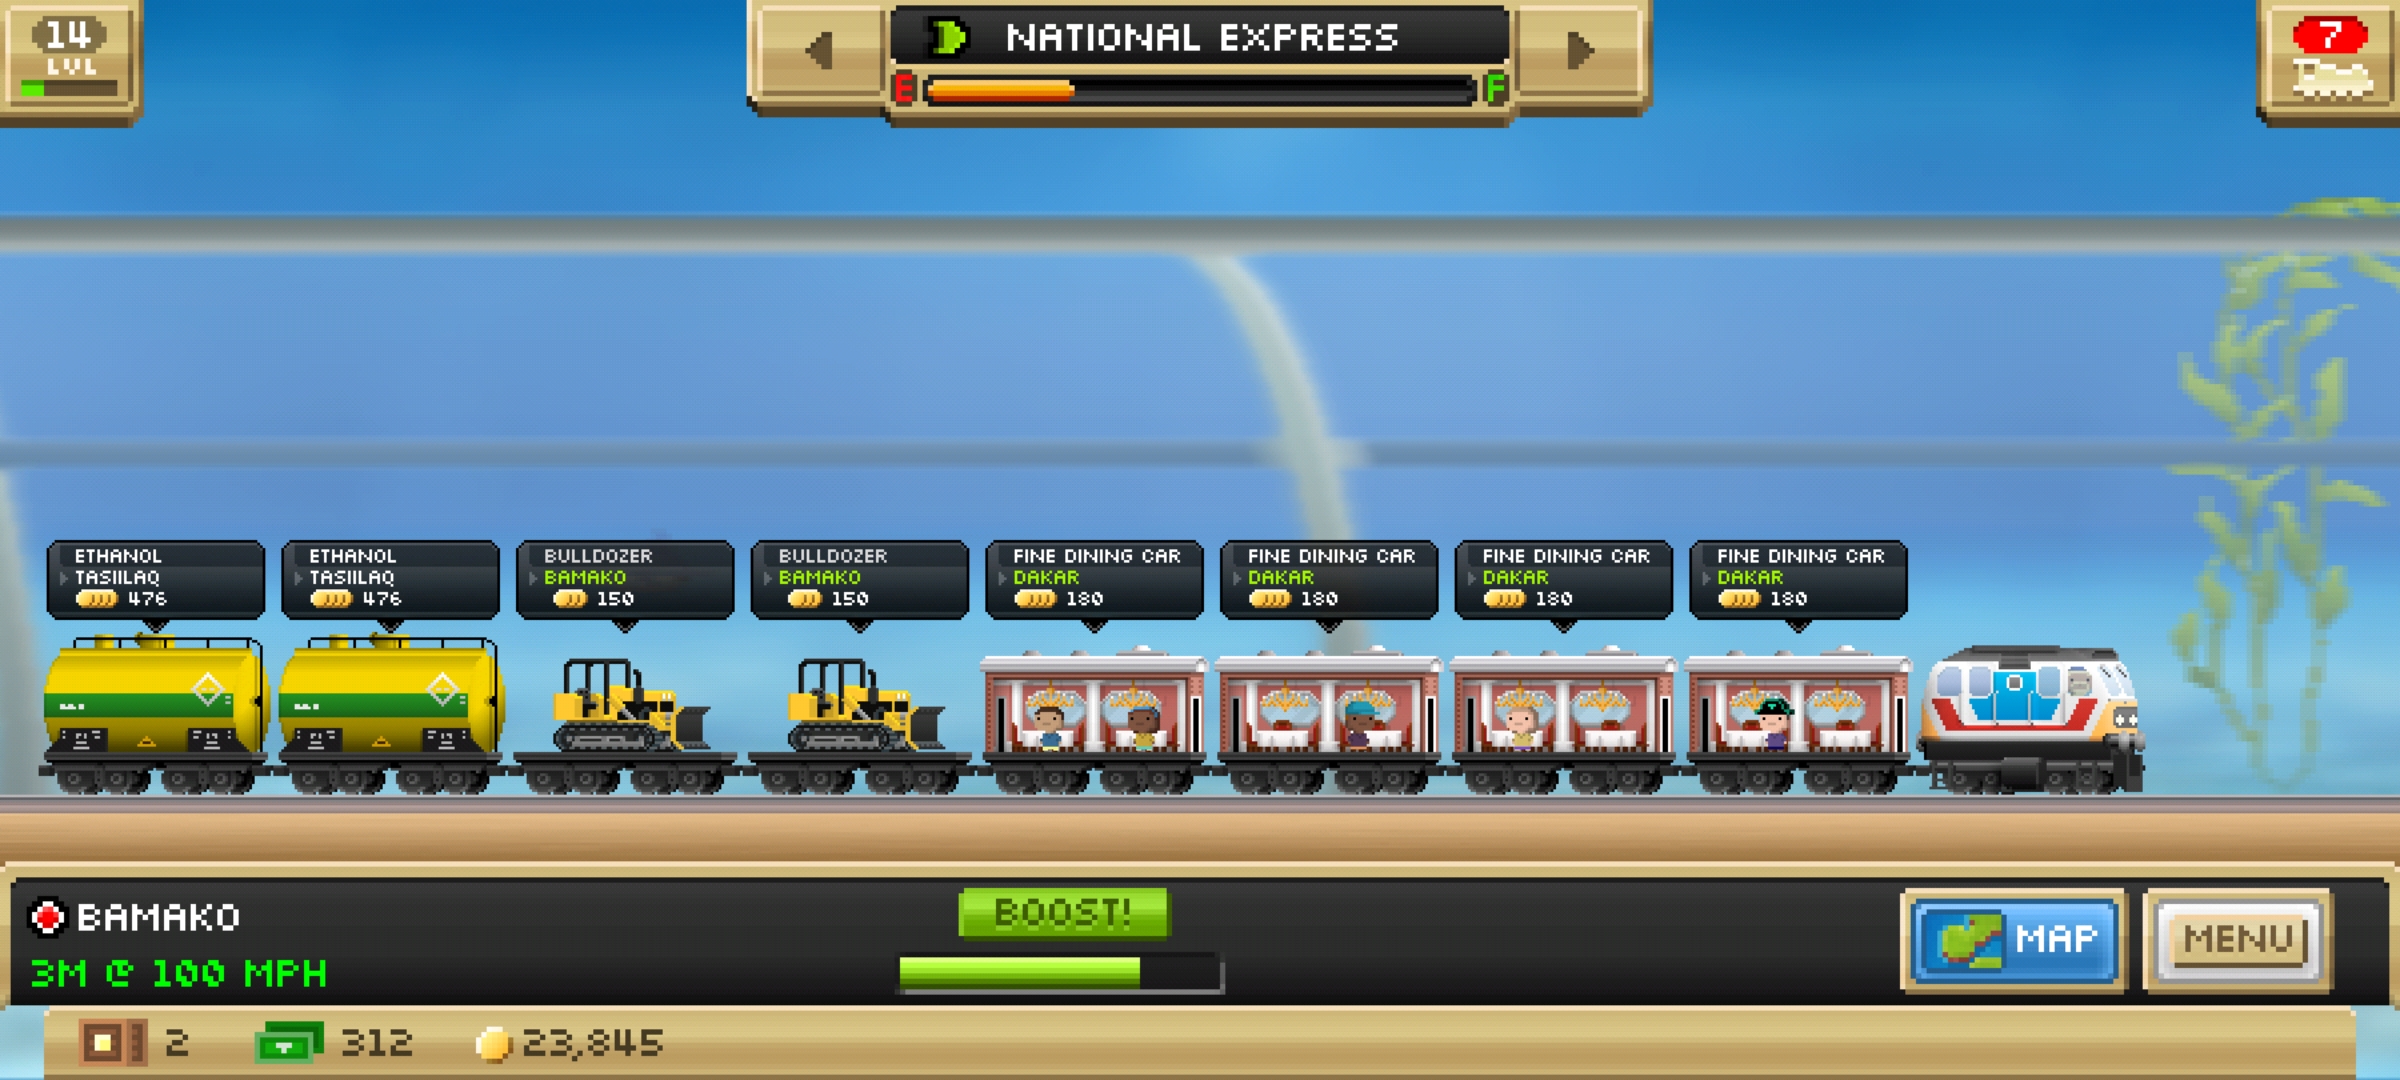 14
LVL
NATIONAL EXPRESS
E
F
7
ETHANOL
TASIILAQ
476
ETHANOL
TASIILAQ
476
BULLDOZER
BAMAKO
150
BULLDOZER
BAMAKO
150
FINE DINING CAR
DAKAR
180
FINE DINING CAR
DAKAR
180
FINE DINING CAR
DAKAR
180
FINE DINING CAR
DAKAR
180
BAMAKO
3M @ 100 MPH
BOOST!
MAP
MENU
2
312
23,845